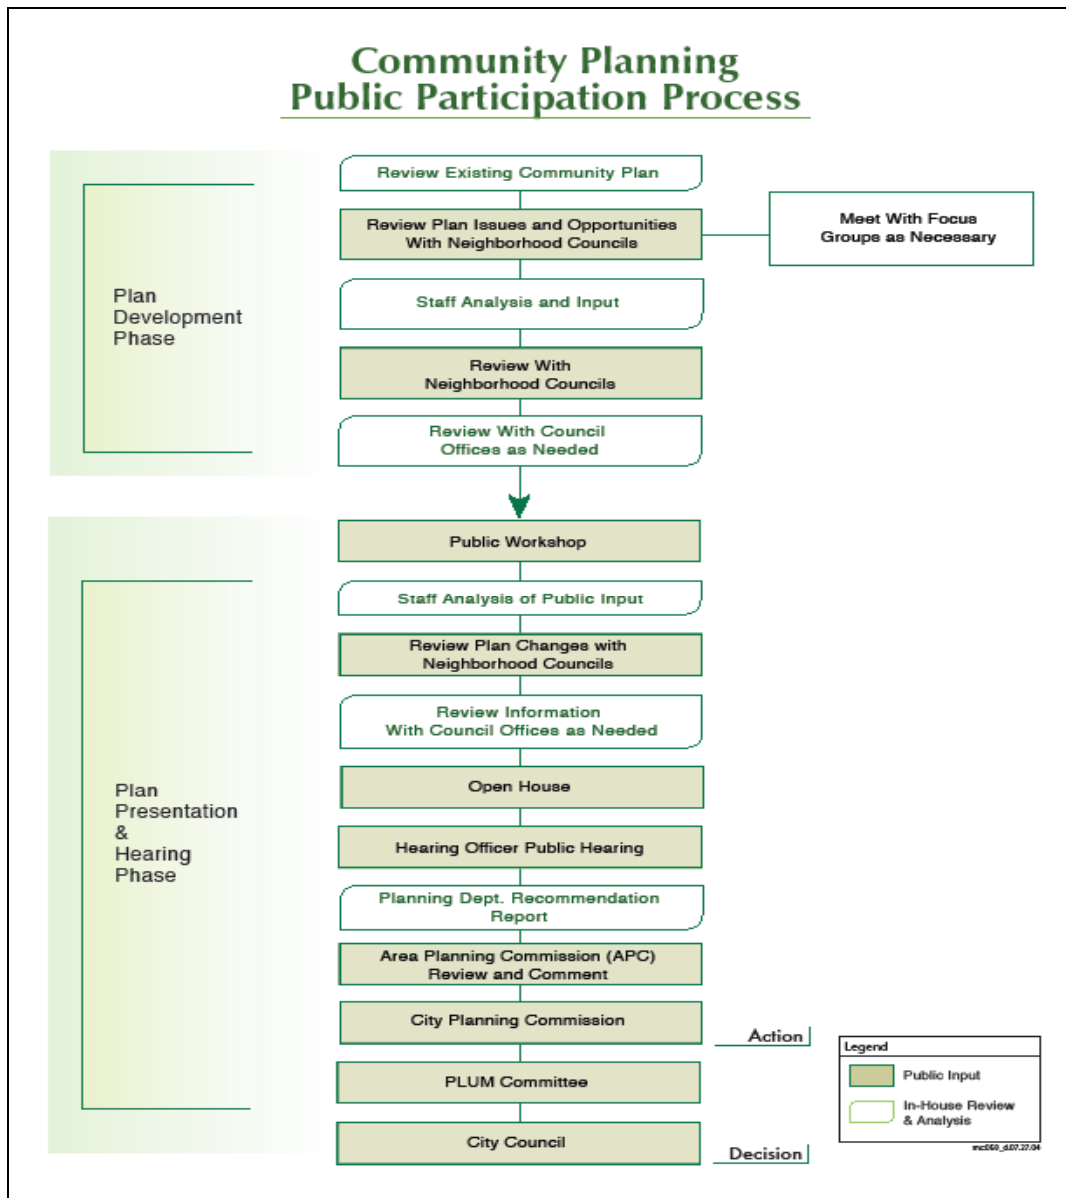 Community Planning
Public Participation Process
Review Existing Community Plan
Review Plan Issues and Opportunities
With Neighborhood Councils
Meet With Focus
Groups as Necessary
Staff Analysis and Input
Plan
Development
Phase
Review With
Neighborhood Councils
Review With Council
Offices as Needed
Public Workshop
Staff Analysis of Public Input
Review Plan Changes with
Neighborhood Councils
Review Information
With Council Offices as Needed
Open House
Plan
Presentation
&
Hearing
Phase
Hearing Officer Public Hearing
Planning Dept. Recommendation
Report
Area Planning Commission (APC)
Review and Comment
City Planning Commission
Action
PLUM Committee
City Council
Decision
Legend
Public Input
In-House Review
& Analysis